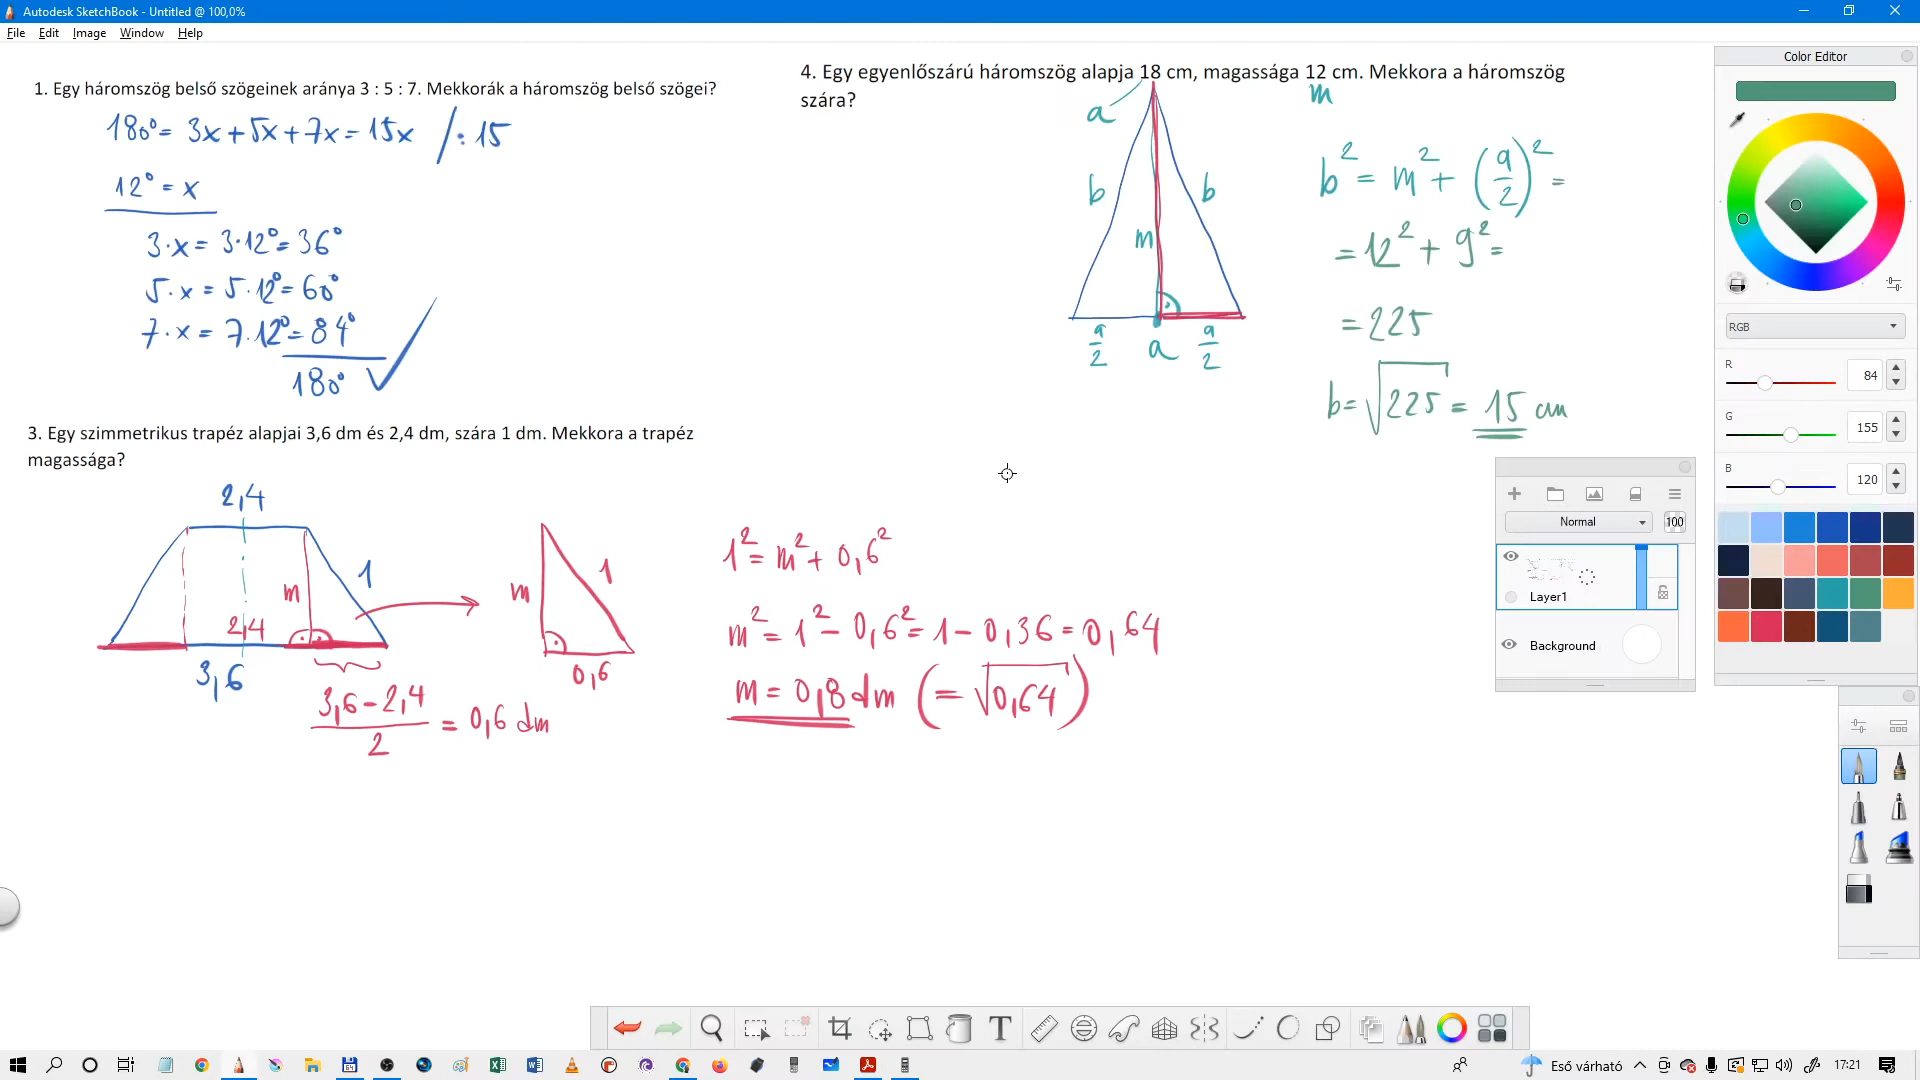 Autodesk SketchBook - Untitled @ 100,0%
File Edit Image Window Help
1. Egy háromszög belső szögeinek aránya 3 : 5 : 7. Mekkorák a háromszög belső szögei?
180° = 3x + 5x + 7x = 15x / : 15
12° = x
3·x = 3·12° = 36°
5·x = 5·12° = 60°
7·x = 7·12° = 84°
180°
3. Egy szimmetrikus trapéz alapjai 3,6 dm és 2,4 dm, szára 1 dm. Mekkora a trapéz
magassága?
2,4
1
m
2,4
3,6
(3,6 - 2,4)/2 = 0,6 dm
m
1
0,6
1² = m² + 0,6²
m² = 1² - 0,6² = 1 - 0,36 = 0,64
m = 0,8 dm (= √0,64)
4. Egy egyenlőszárú háromszög alapja 18 cm, magassága 12 cm. Mekkora a háromszög
szára?
a
m
b
b
m
a/2
a
a/2
b² = m² + (a/2)² =
= 12² + 9² =
= 225
b = √225 = 15 cm
Color Editor
RGB
R 84
G 155
B 120
Normal 100
Layer1
Background
T
Eső várható
17:21